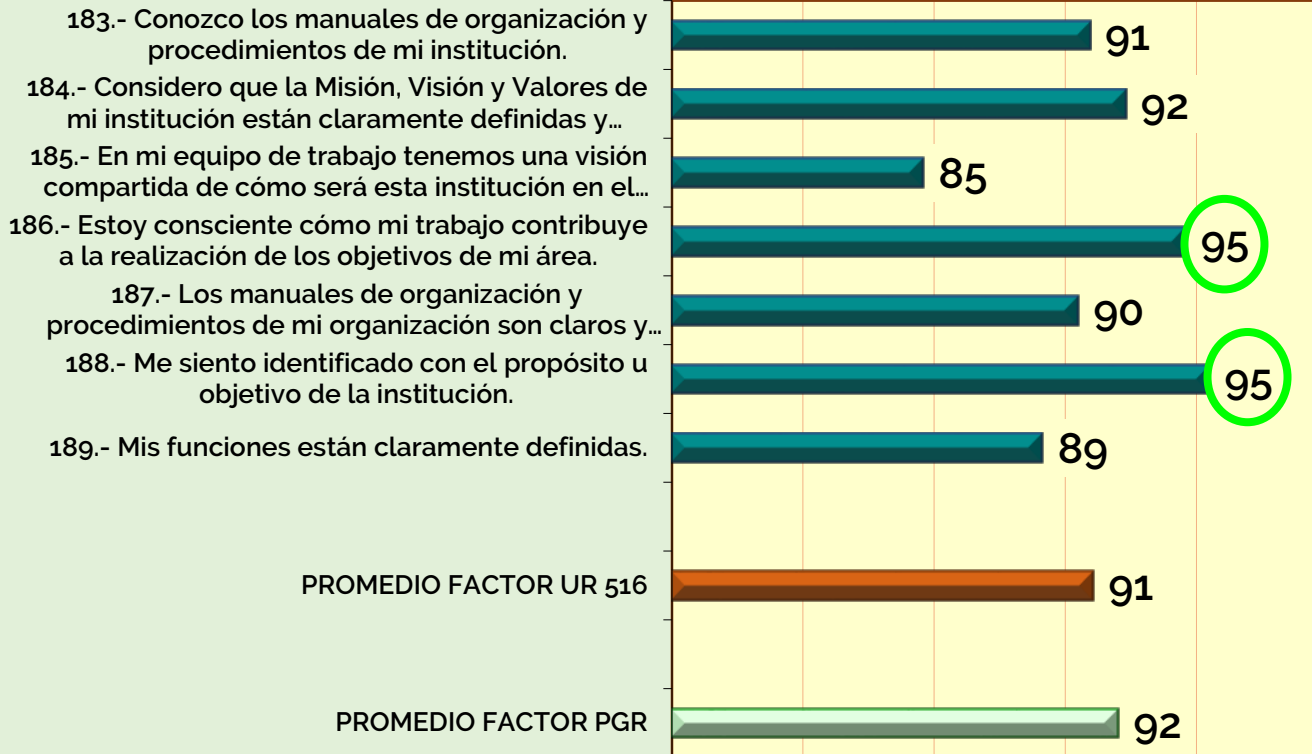 183.- Conozco los manuales de organización y
procedimientos de mi institución.
91
184.- Considero que la Misión, Visión y Valores de
mi institución están claramente definidas y...
92
185.- En mi equipo de trabajo tenemos una visión
compartida de cómo será esta institución en el...
85
186.- Estoy consciente cómo mi trabajo contribuye
a la realización de los objetivos de mi área.
95
187.- Los manuales de organización y
procedimientos de mi organización son claros y...
90
188.- Me siento identificado con el propósito u
objetivo de la institución.
95
189.- Mis funciones están claramente definidas.
89
PROMEDIO FACTOR UR 516
91
PROMEDIO FACTOR PGR
92